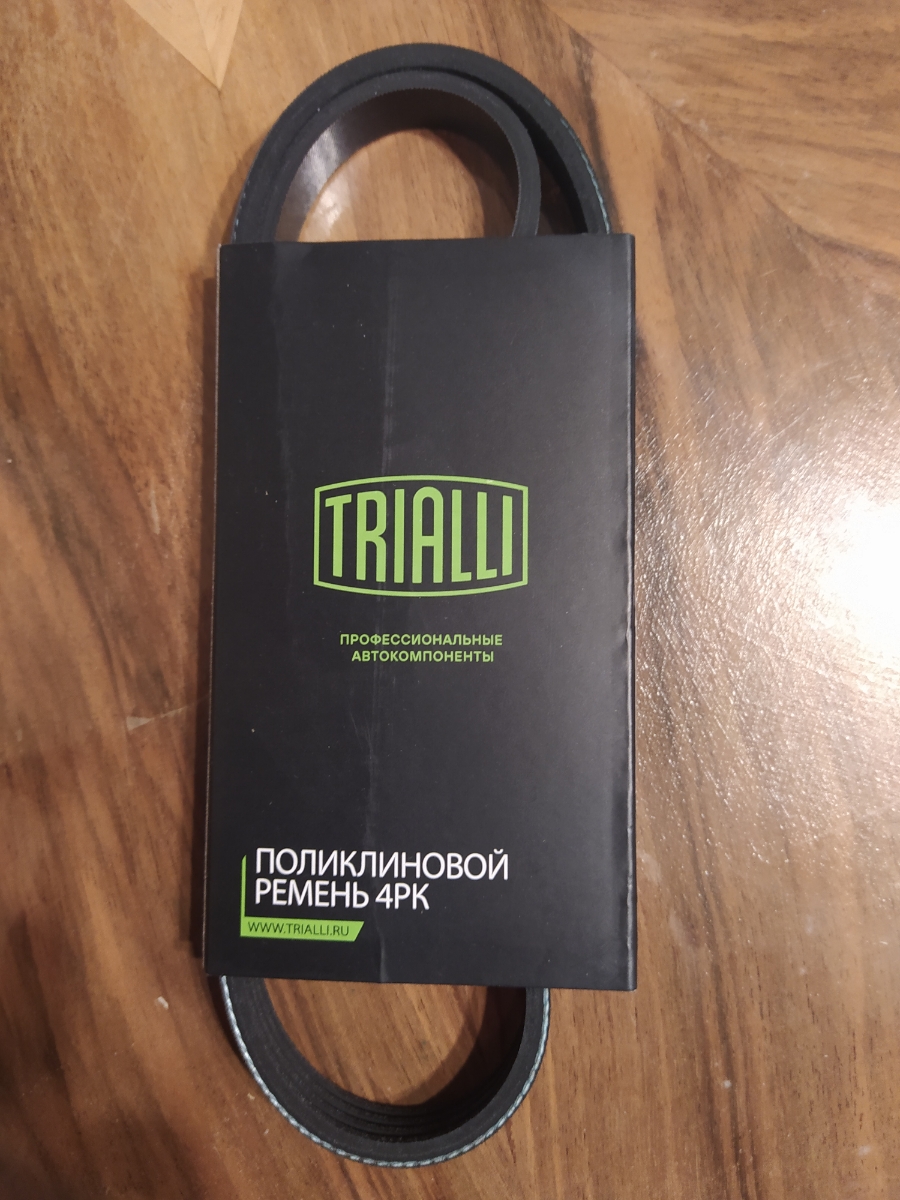 TRIALLI
ПРОФЕССИОНАЛЬНЫЕ
АВТОКОМПОНЕНТЫ
ПОЛИКЛИНОВОЙ
РЕМЕНЬ 4РК
WWW.TRIALLI.RU